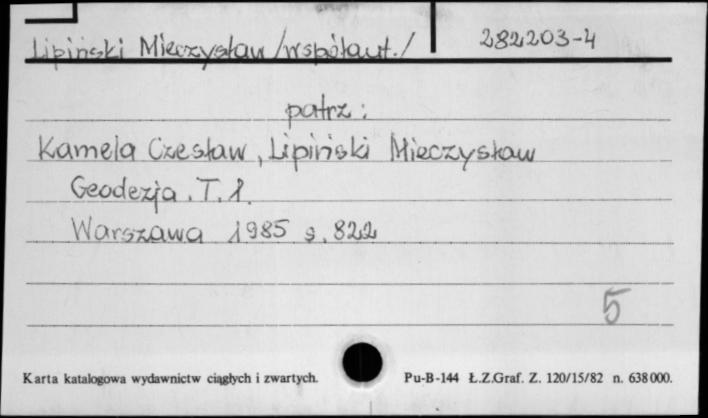 Lipiński Mieczysław /współaut./ 282203-4
patrz:
Kamela Czesław, Lipiński Mieczysław
Geodezja. T. 1.
Warszawa 1985 s. 822
5
Karta katalogowa wydawnictw ciągłych i zwartych. Pu-B-144 Ł.Z.Graf. Z. 120/15/82 n. 638000.